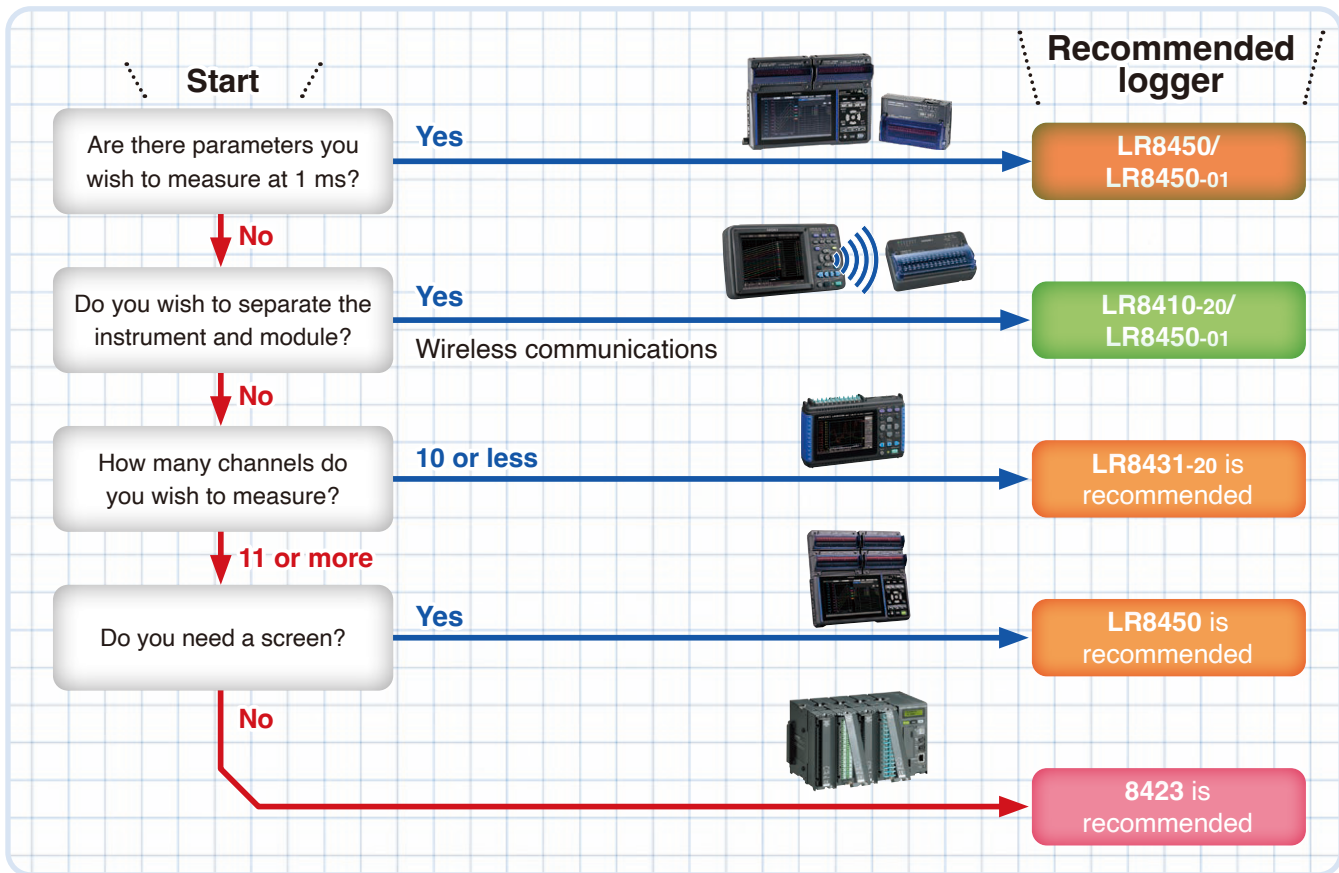 Start
Recommended
logger
Are there parameters you
wish to measure at 1 ms?
Yes
LR8450/
LR8450-01
No
Do you wish to separate the
instrument and module?
Yes
Wireless communications
LR8410-20/
LR8450-01
No
How many channels do
you wish to measure?
10 or less
LR8431-20 is
recommended
11 or more
Do you need a screen?
Yes
LR8450 is
recommended
No
8423 is
recommended